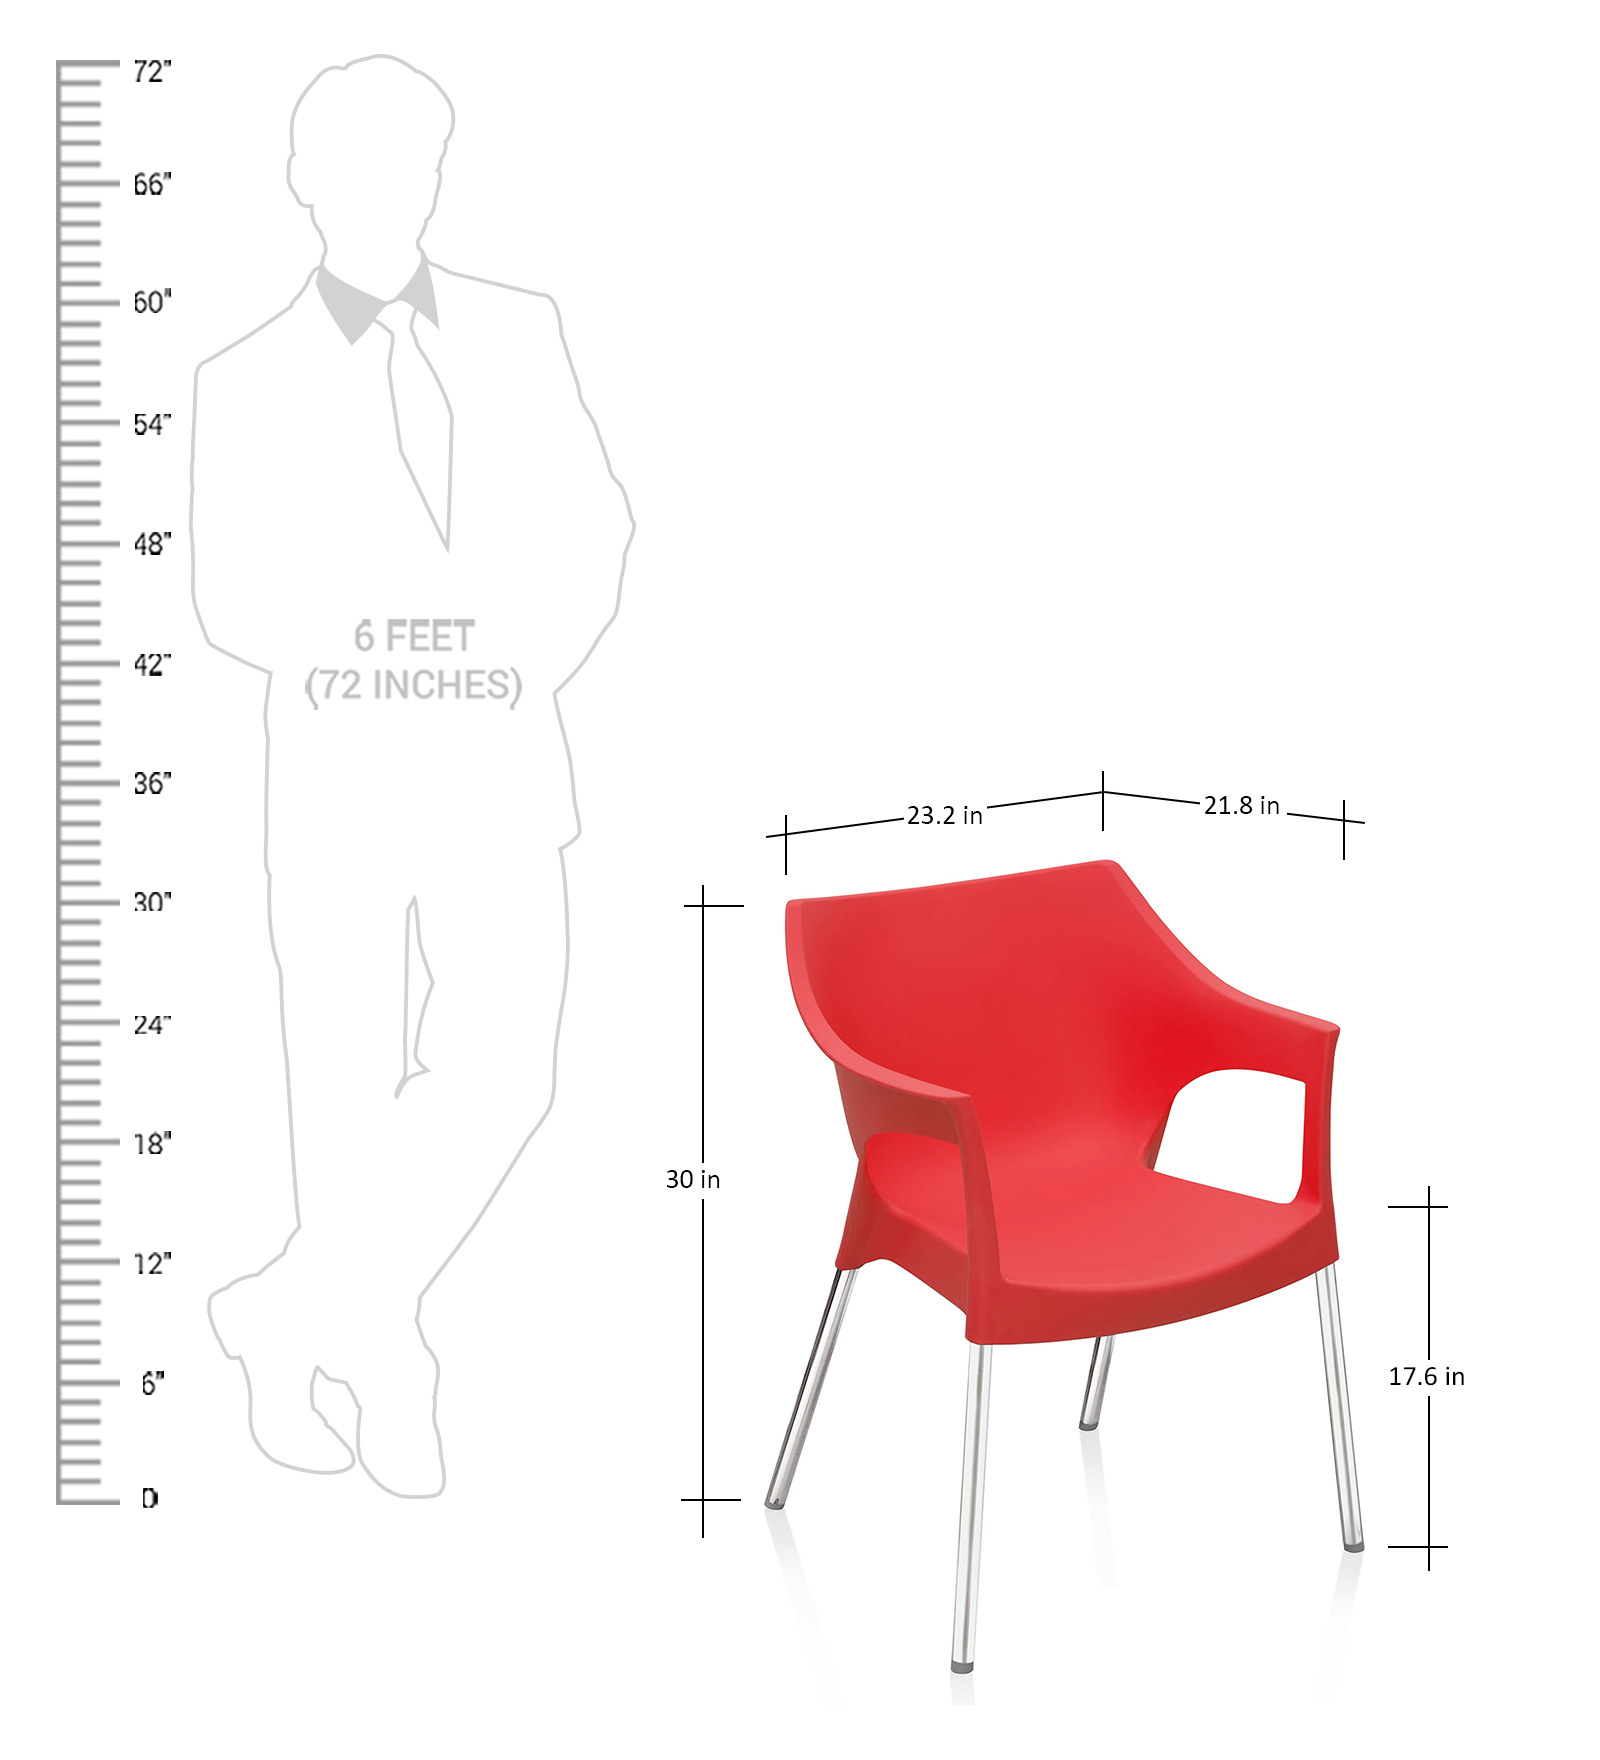 72"
66"
60"
54"
48"
42"
36"
30"
24"
18"
12"
6"
0
6 FEET
(72 INCHES)
23.2 in
21.8 in
30 in
17.6 in